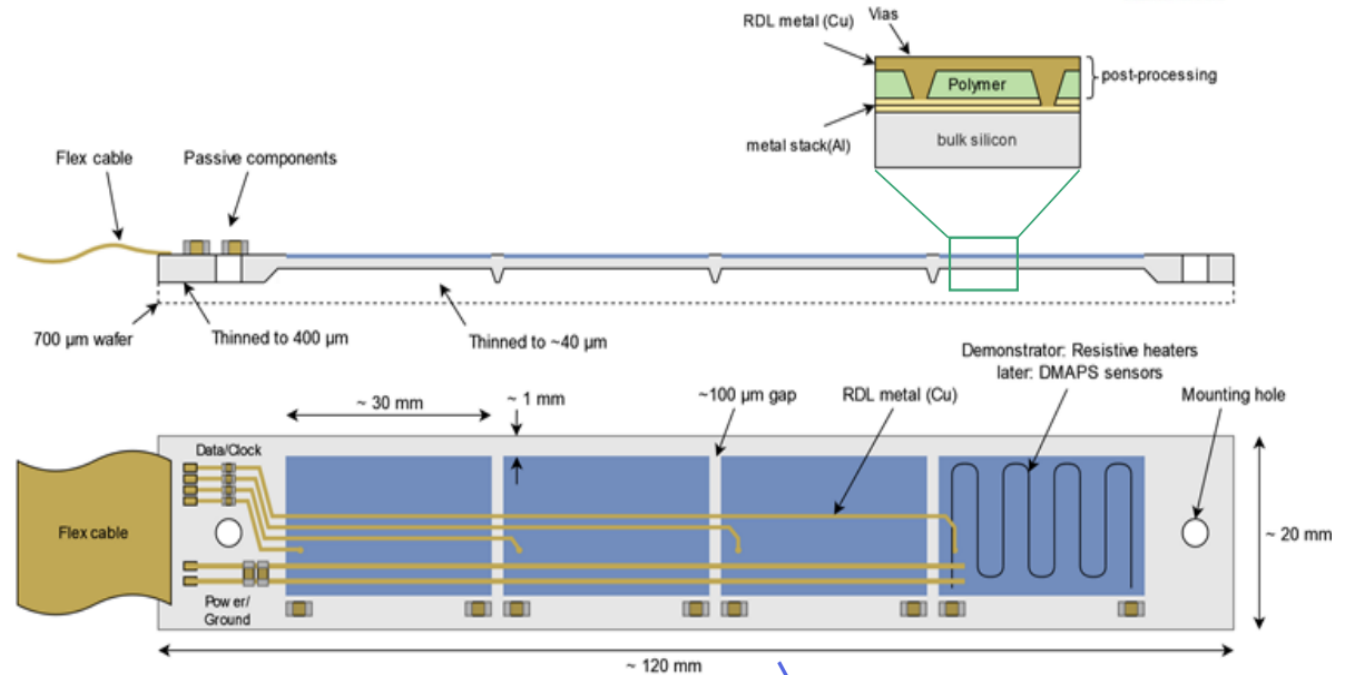 RDL metal (Cu)
Vias
Polymer
post-processing
metal stack(Al)
bulk silicon
Flex cable
Passive components
700 µm wafer
Thinned to 400 µm
Thinned to ~40 µm
Demonstrator: Resistive heaters
later: DMAPS sensors
~ 30 mm
~ 1 mm
~100 µm gap
RDL metal (Cu)
Mounting hole
Data/Clock
Flex cable
~ 20 mm
Power/
Ground
~ 120 mm